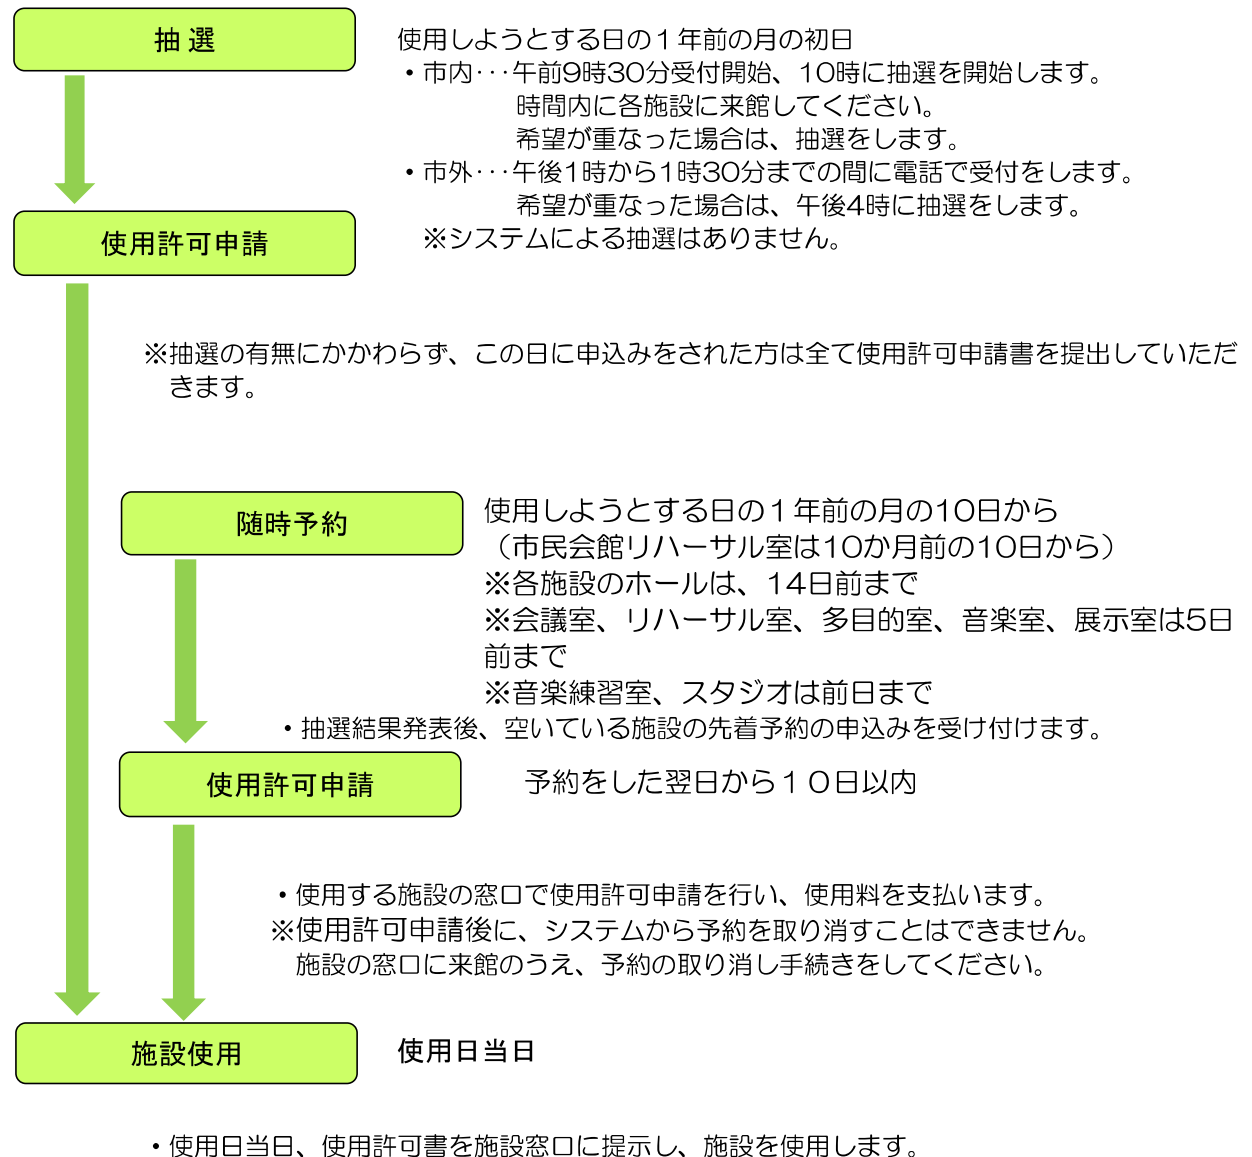 抽 選
使用しようとする日の１年前の月の初日
・市内･･･午前9時30分受付開始、10時に抽選を開始します。
時間内に各施設に来館してください。
希望が重なった場合は、抽選をします。
・市外･･･午後1時から1時30分までの間に電話で受付をします。
希望が重なった場合は、午後4時に抽選をします。
※システムによる抽選はありません。
使用許可申請
※抽選の有無にかかわらず、この日に申込みをされた方は全て使用許可申請書を提出していただ
きます。
随時予約
使用しようとする日の１年前の月の10日から
（市民会館リハーサル室は10か月前の10日から）
※各施設のホールは、14日前まで
※会議室、リハーサル室、多目的室、音楽室、展示室は5日
前まで
※音楽練習室、スタジオは前日まで
・抽選結果発表後、空いている施設の先着予約の申込みを受け付けます。
使用許可申請
予約をした翌日から１０日以内
・使用する施設の窓口で使用許可申請を行い、使用料を支払います。
※使用許可申請後に、システムから予約を取り消すことはできません。
施設の窓口に来館のうえ、予約の取り消し手続きをしてください。
施設使用
使用日当日
・使用日当日、使用許可書を施設窓口に提示し、施設を使用します。